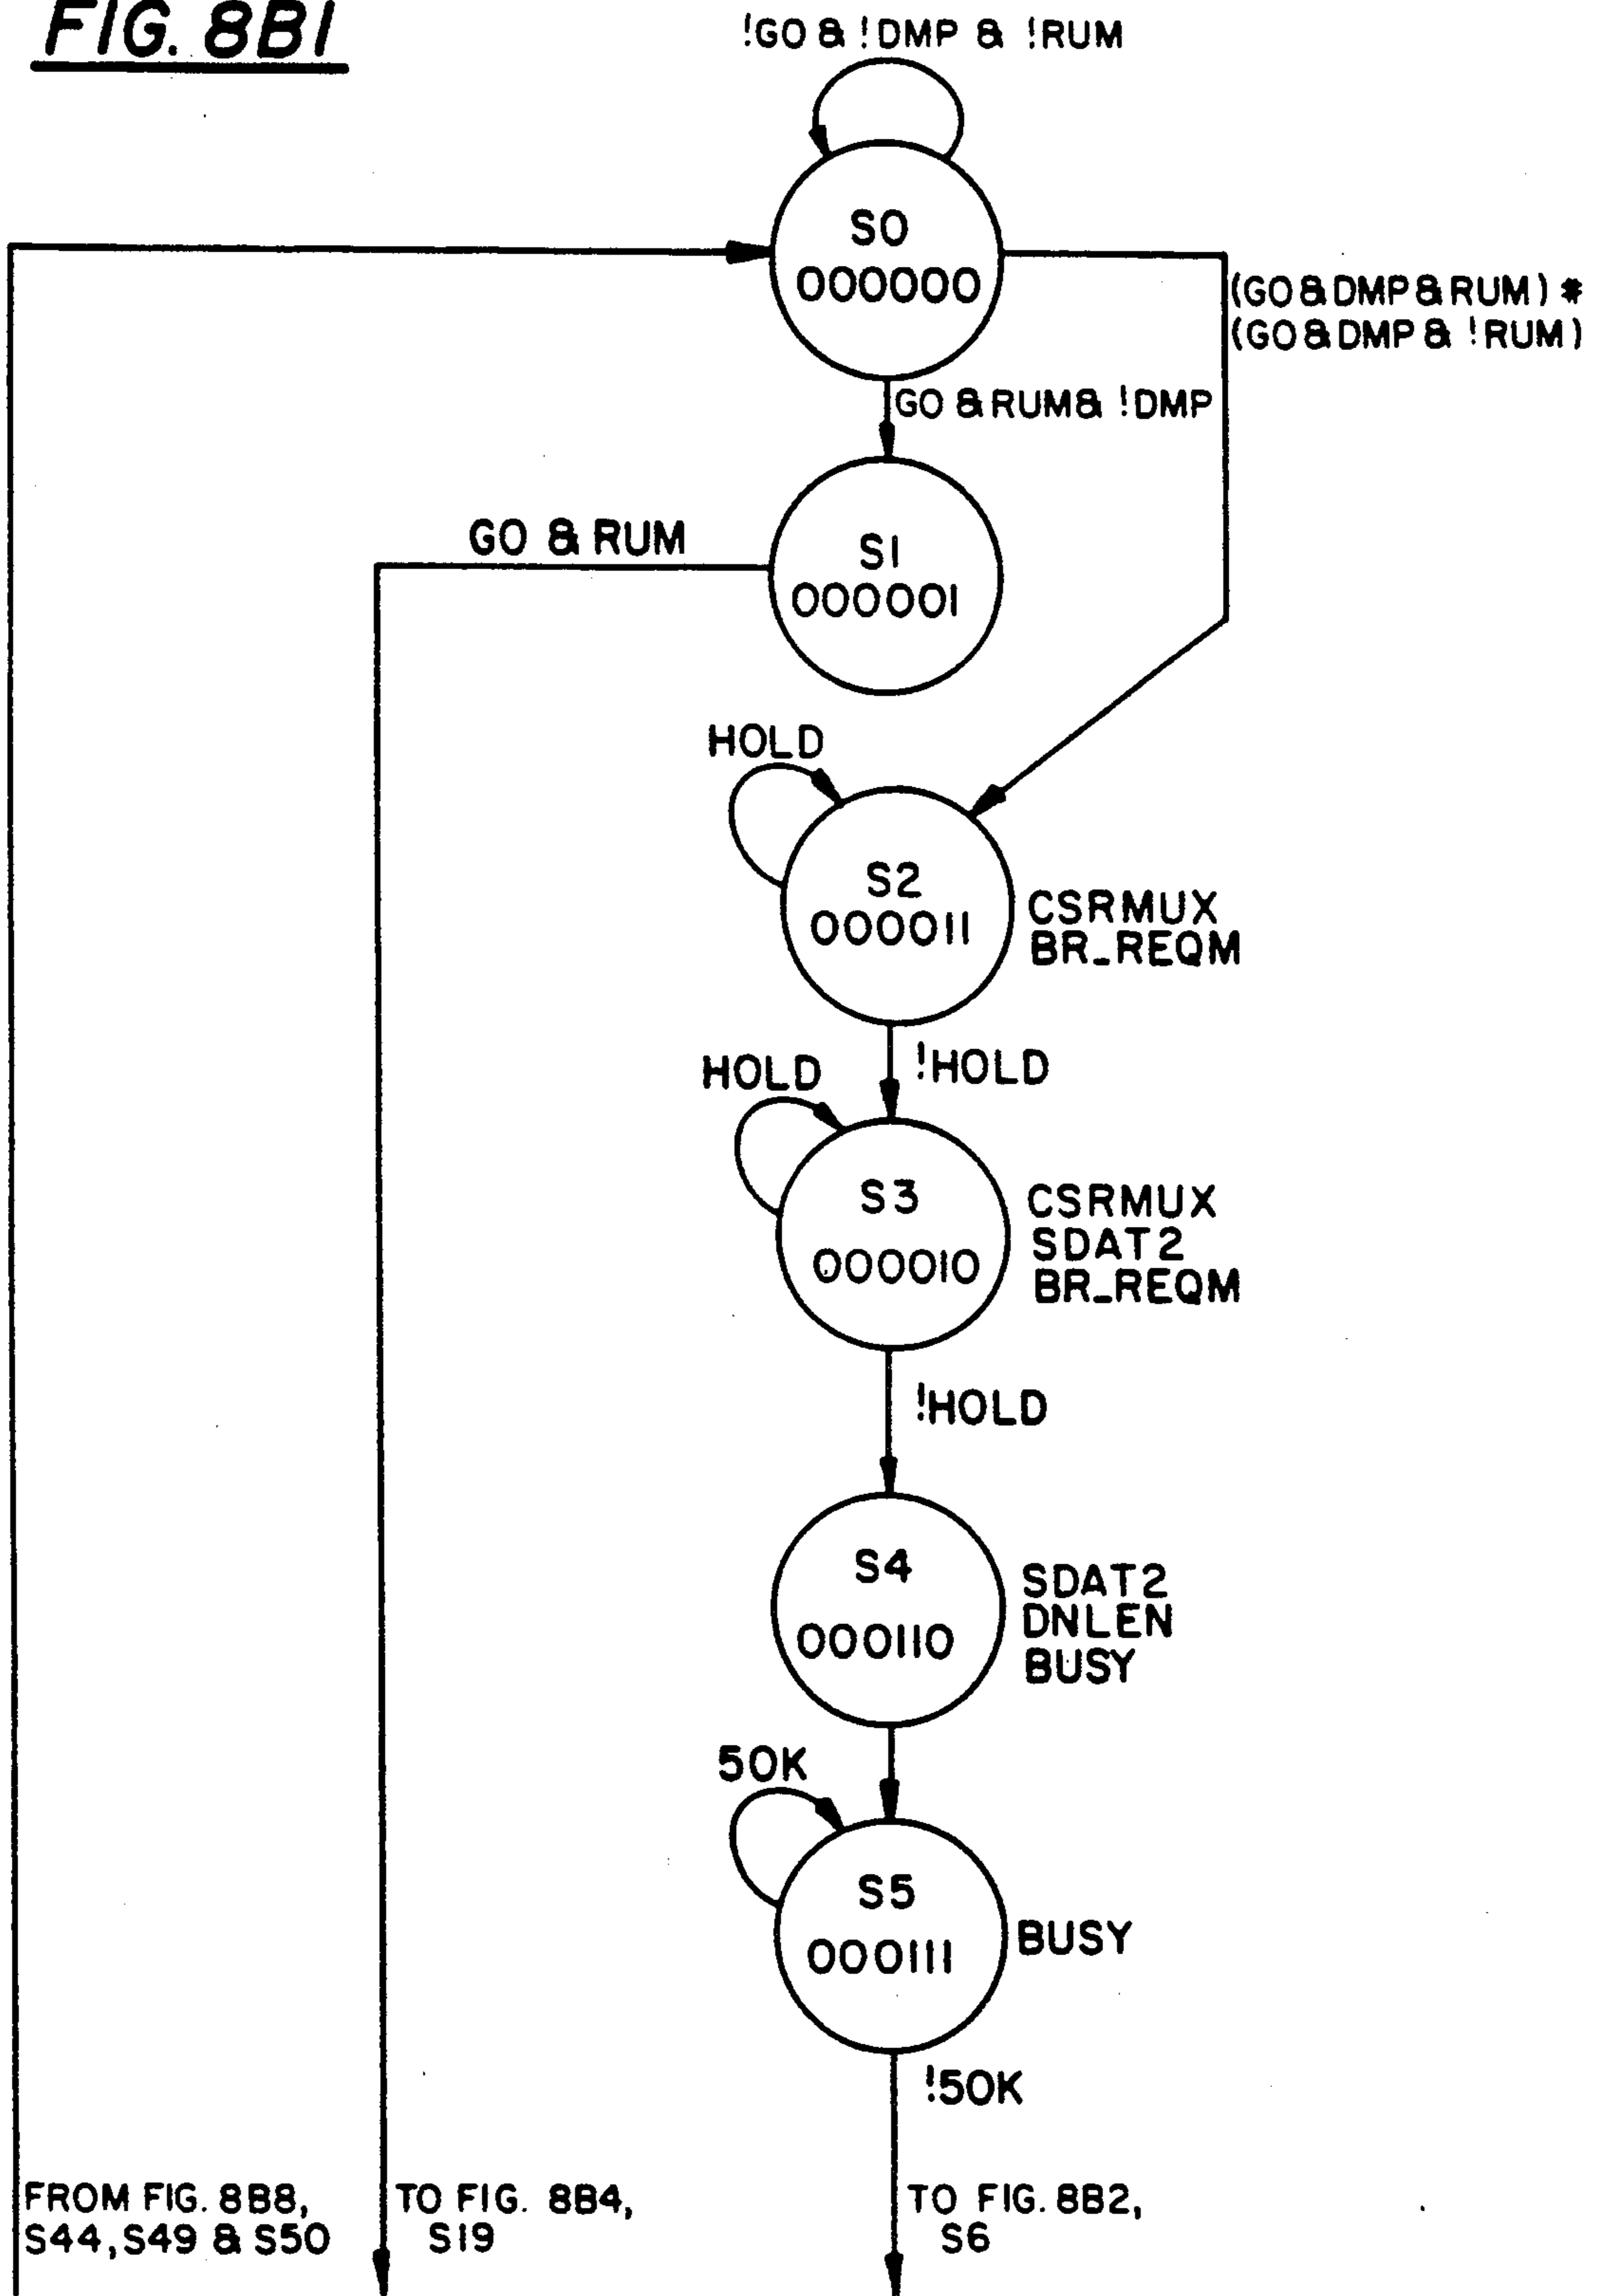 FIG. 8B1
!GO & !DMP & !RUM
S0
000000
(GO & DMP & RUM) *
(GO & DMP & !RUM)
GO & RUM & !DMP
GO & RUM
S1
000001
HOLD
S2
000011
CSRMUX
BR_REQM
!HOLD
HOLD
S3
000010
CSRMUX
SDAT2
BR_REQM
!HOLD
S4
000110
SDAT2
DNLEN
BUSY
50K
S5
000111
BUSY
!50K
FROM FIG. 8B8,
S44, S49 & S50
TO FIG. 8B4,
S19
TO FIG. 8B2,
S6